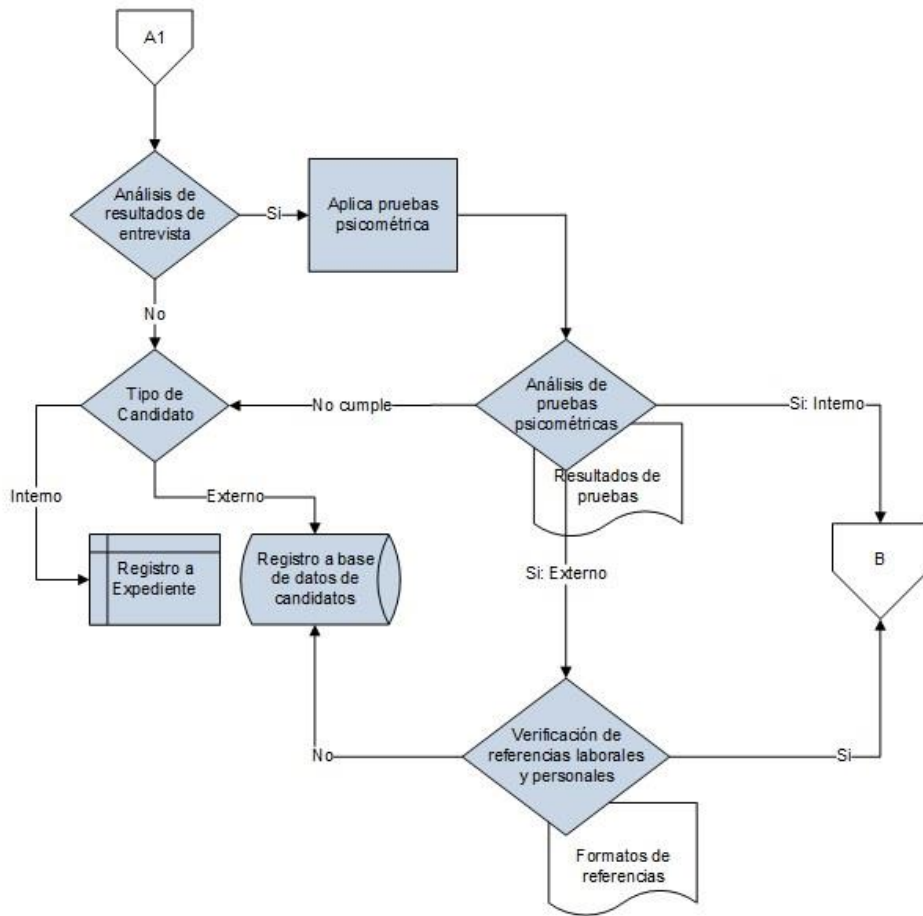 A1
Análisis de
resultados de
entrevista
Si
Aplica pruebas
psicométrica
No
Tipo de
Candidato
No cumple
Análisis de
pruebas
psicométricas
Si: Interno
Resultados de
pruebas
Interno
Externo
Registro a
Expediente
Registro a base
de datos de
candidatos
Si: Externo
B
Verificación de
referencias laborales
y personales
No
Si
Formatos de
referencias